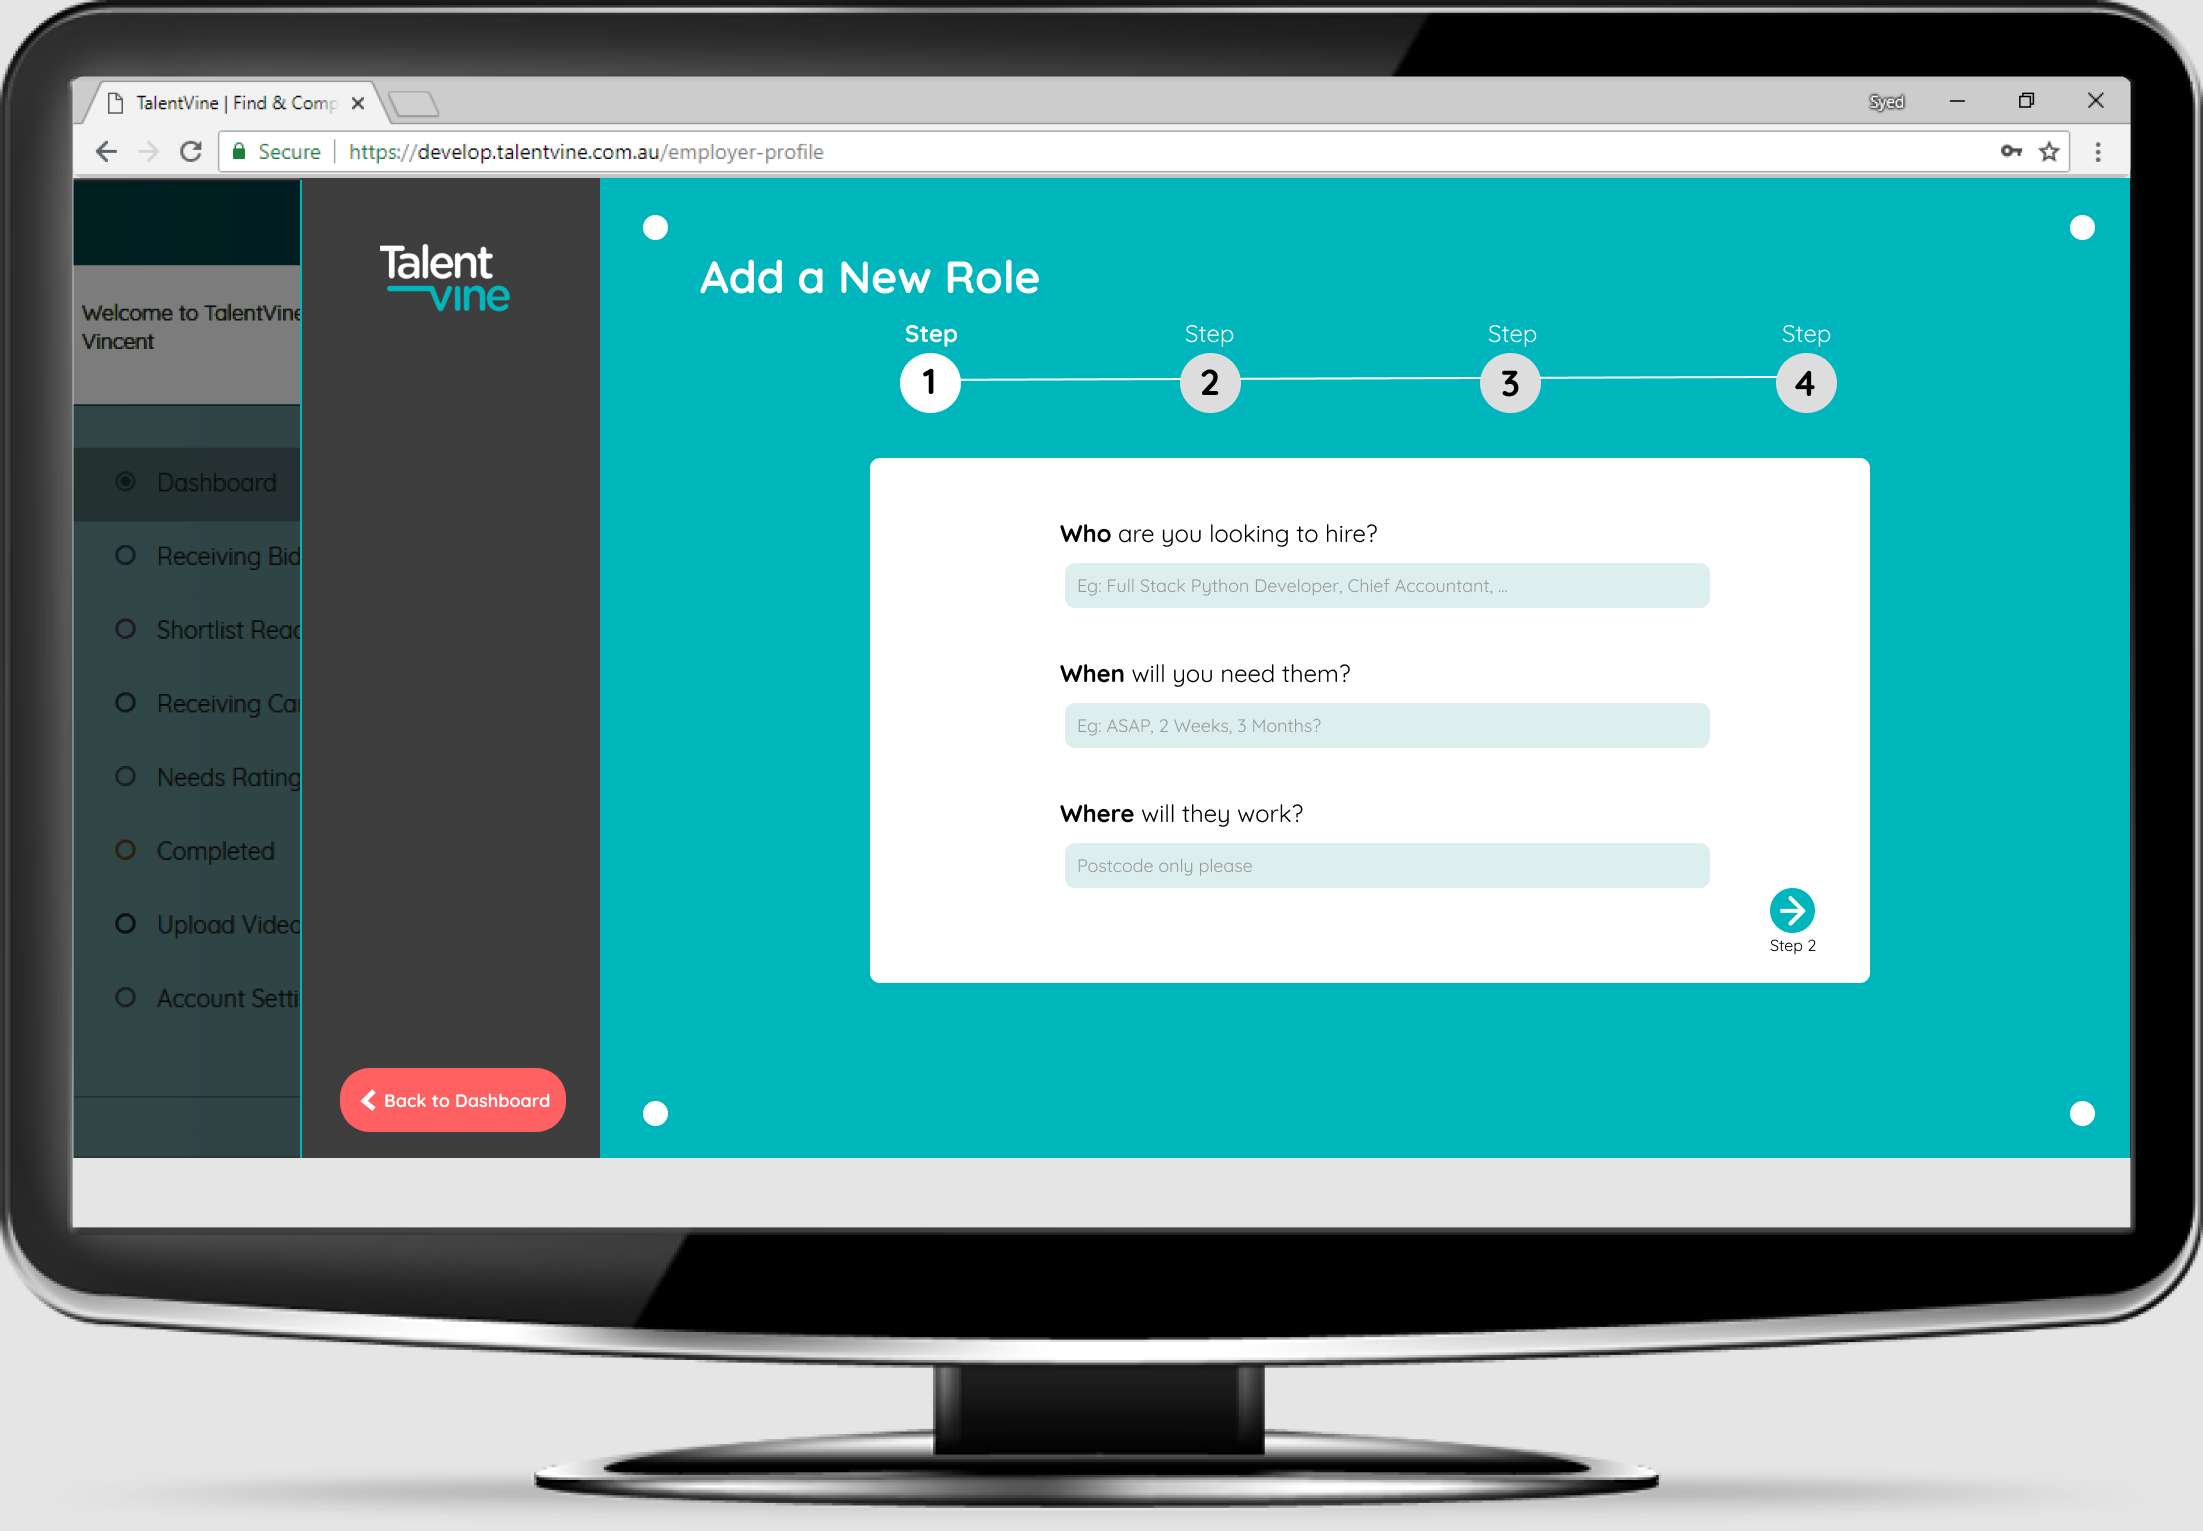 TalentVine | Find & Comp
Syed
Secure
https://develop.talentvine.com.au/employer-profile
Welcome to TalentVine
Vincent
Dashboard
Receiving Bid
Shortlist Read
Receiving Ca
Needs Rating
Completed
Upload Video
Account Setti
Talent
vine
Back to Dashboard
Add a New Role
Step Step Step Step
1 2 3 4
Who are you looking to hire?
Eg: Full Stack Python Developer, Chief Accountant, ...
When will you need them?
Eg: ASAP, 2 Weeks, 3 Months?
Where will they work?
Postcode only please
Step 2